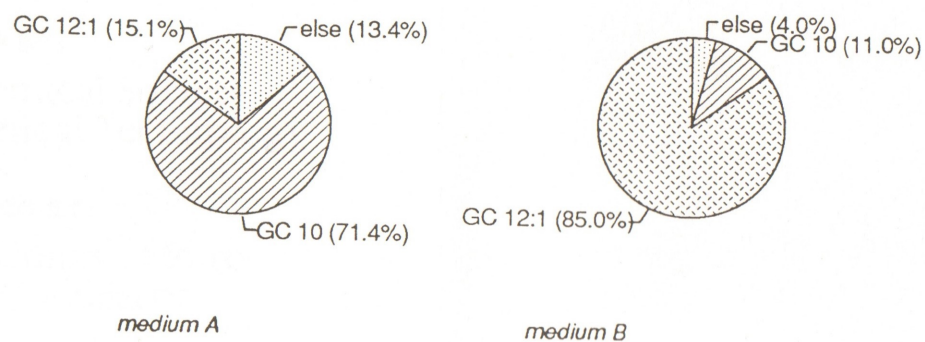 GC 12:1 (15.1%)
else (13.4%)
GC 10 (71.4%)
medium A
else (4.0%)
GC 10 (11.0%)
GC 12:1 (85.0%)
medium B